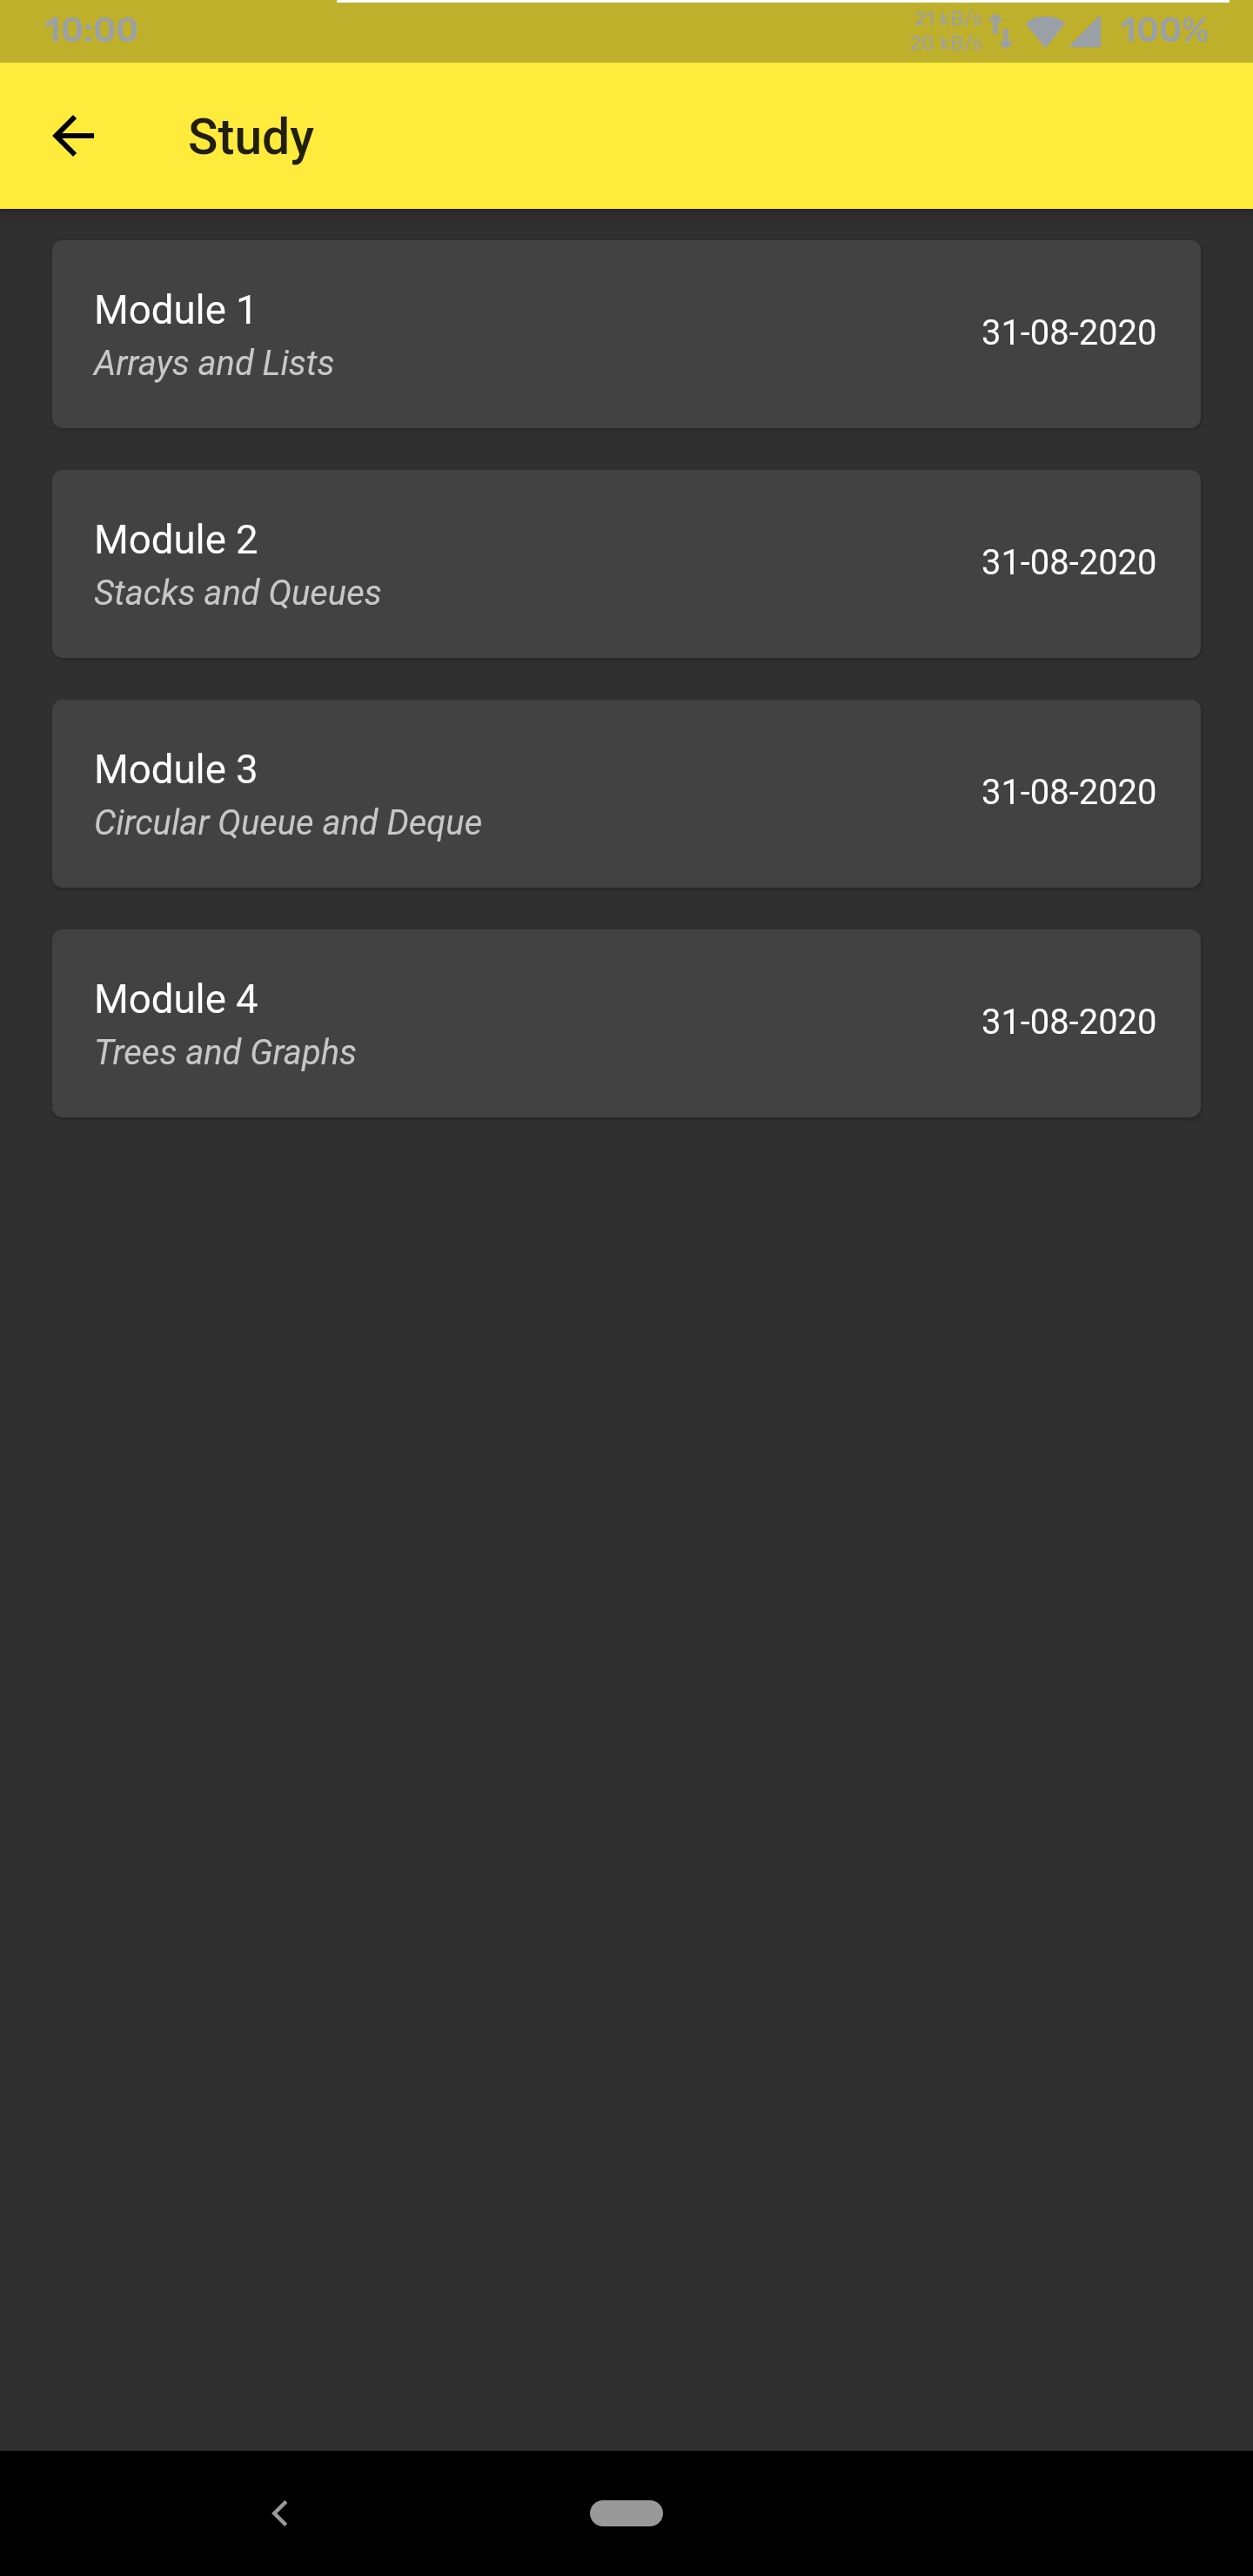 10:00
21 kB/s
20 kB/s
100%
Study
Module 1
Arrays and Lists
31-08-2020
Module 2
Stacks and Queues
31-08-2020
Module 3
Circular Queue and Deque
31-08-2020
Module 4
Trees and Graphs
31-08-2020